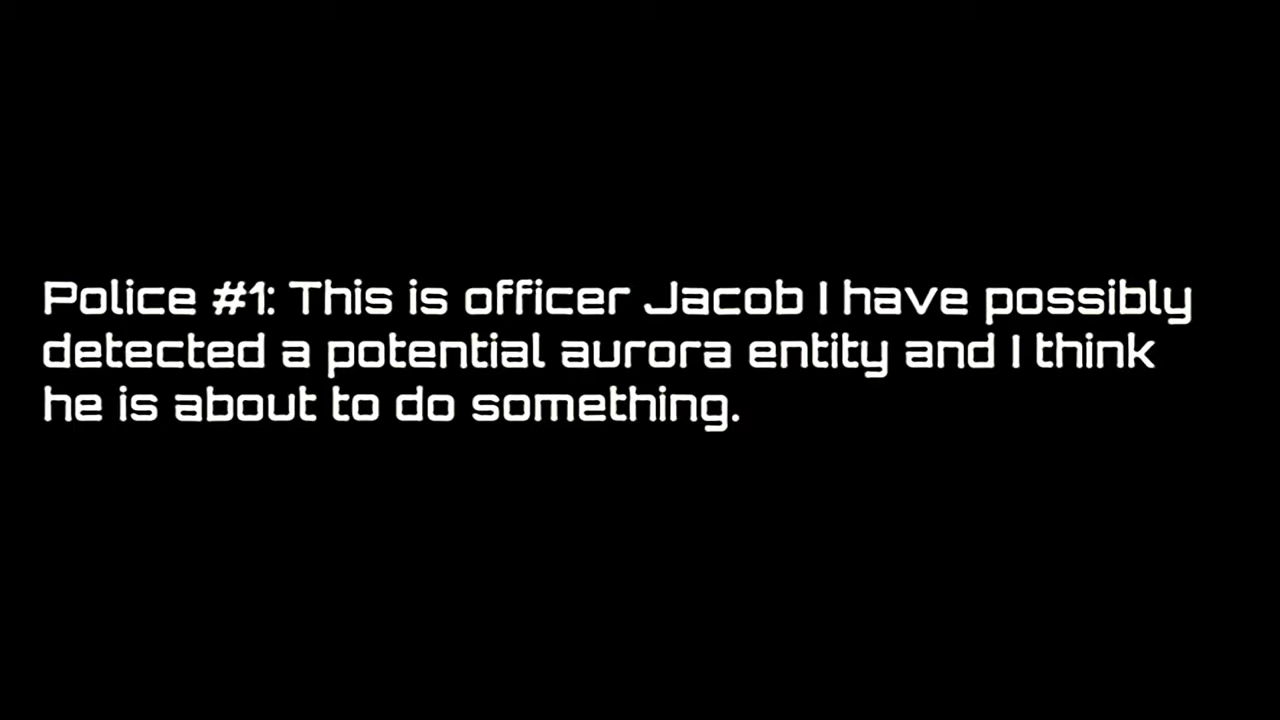 Police #1: This is officer Jacob I have possibly
detected a potential aurora entity and I think
he is about to do something.